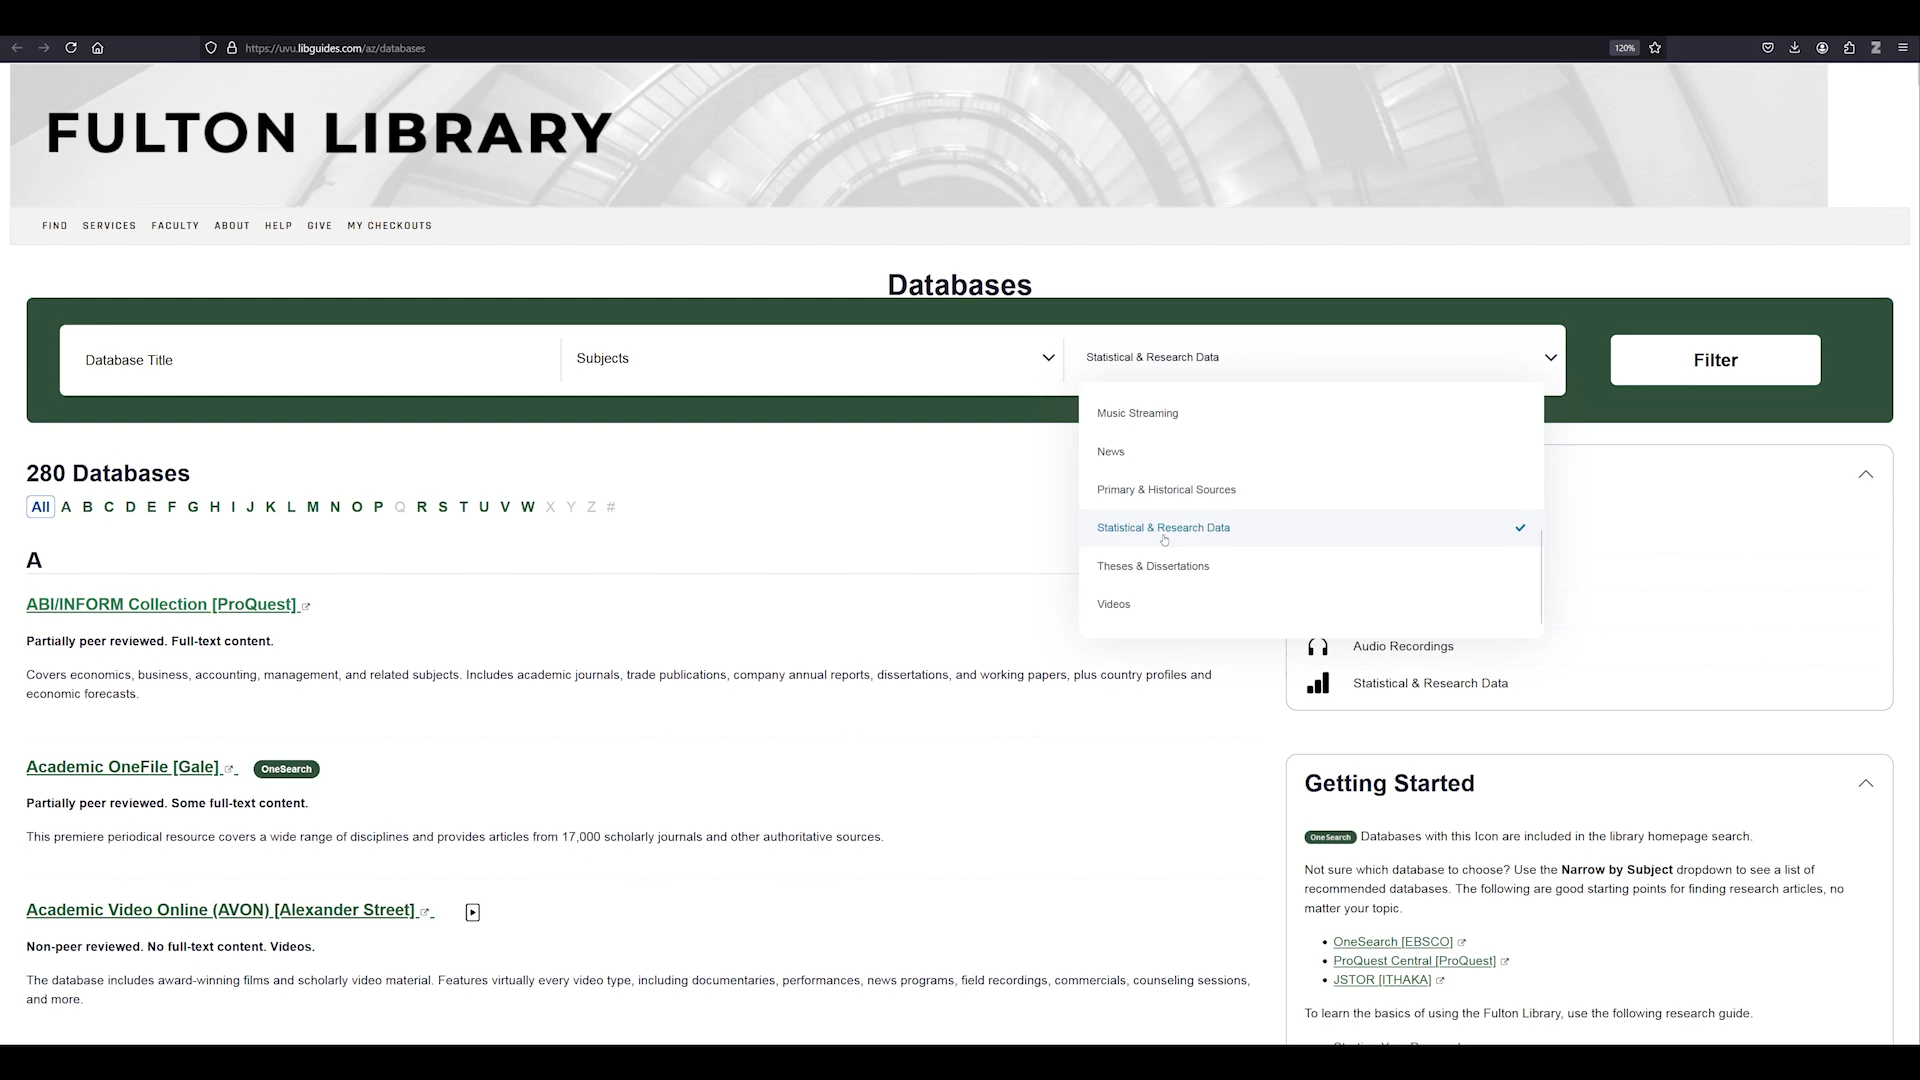 https://uvu.libguides.com/az/databases
120%
FULTON LIBRARY
FIND SERVICES FACULTY ABOUT HELP GIVE MY CHECKOUTS
Databases
Database Title
Subjects
Statistical & Research Data
Filter
Music Streaming
News
Primary & Historical Sources
Statistical & Research Data
Theses & Dissertations
Videos
280 Databases
All A B C D E F G H I J K L M N O P Q R S T U V W X Y Z #
A
ABI/INFORM Collection [ProQuest]
Partially peer reviewed. Full-text content.
Covers economics, business, accounting, management, and related subjects. Includes academic journals, trade publications, company annual reports, dissertations, and working papers, plus country profiles and
economic forecasts.
Academic OneFile [Gale] OneSearch
Partially peer reviewed. Some full-text content.
This premiere periodical resource covers a wide range of disciplines and provides articles from 17,000 scholarly journals and other authoritative sources.
Academic Video Online (AVON) [Alexander Street]
Non-peer reviewed. No full-text content. Videos.
The database includes award-winning films and scholarly video material. Features virtually every video type, including documentaries, performances, news programs, field recordings, commercials, counseling sessions,
and more.
Audio Recordings
Statistical & Research Data
Getting Started
OneSearch Databases with this Icon are included in the library homepage search.
Not sure which database to choose? Use the Narrow by Subject dropdown to see a list of
recommended databases. The following are good starting points for finding research articles, no
matter your topic.
OneSearch [EBSCO]
ProQuest Central [ProQuest]
JSTOR [ITHAKA]
To learn the basics of using the Fulton Library, use the following research guide.